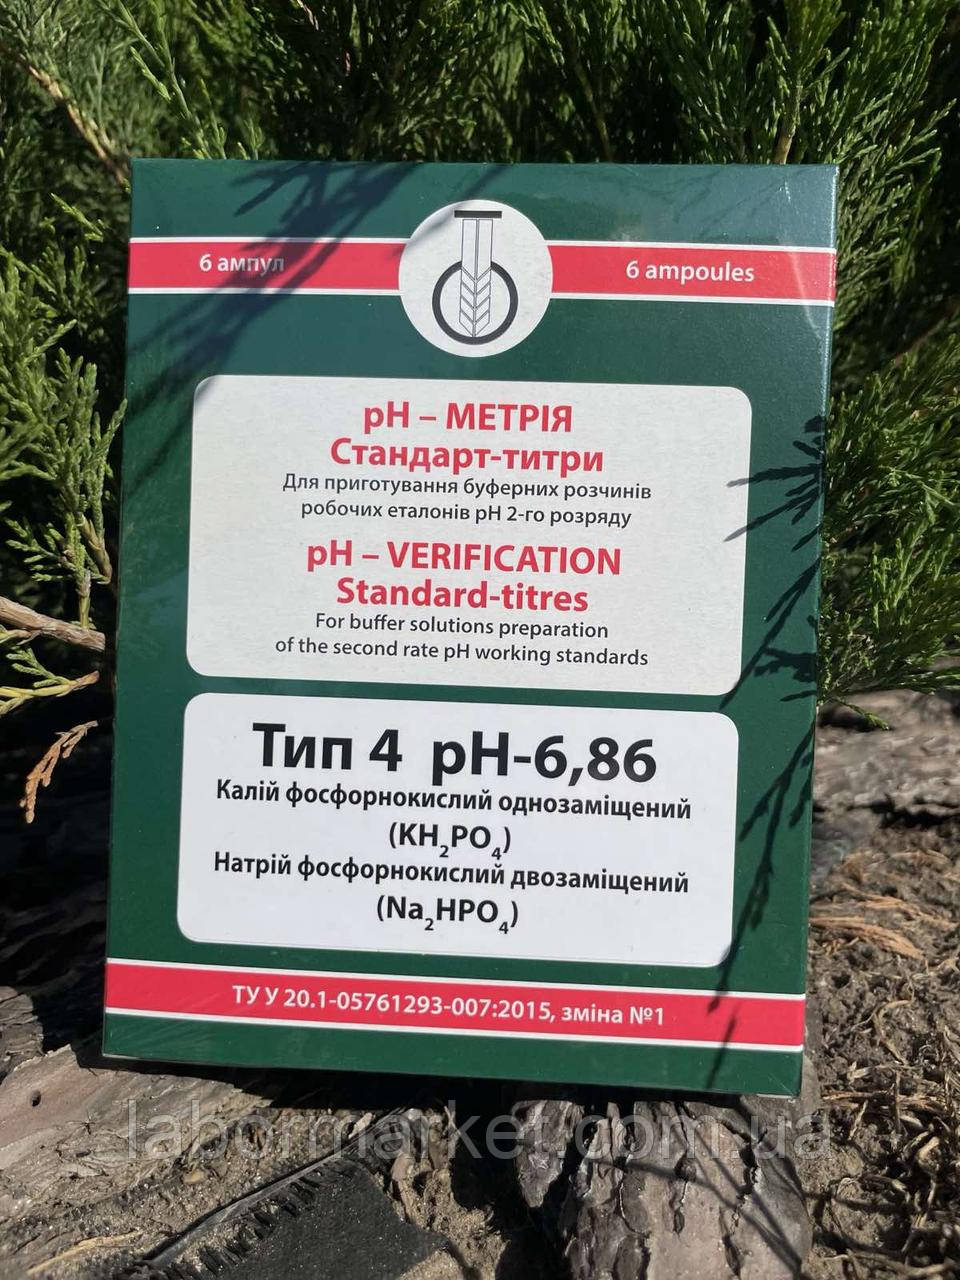 6 ампул
6 ampoules
pH – МЕТРІЯ
Стандарт-титри
Для приготування буферних розчинів
робочих еталонів pH 2-го розряду
pH – VERIFICATION
Standard-titres
For buffer solutions preparation
of the second rate pH working standards
Тип 4 pH-6,86
Калій фосфорнокислий однозаміщений
(KH₂PO₄)
Натрій фосфорнокислий двозаміщений
(Na₂HPO₄)
ТУ У 20.1-05761293-007:2015, зміна №1
labormarket.com.ua